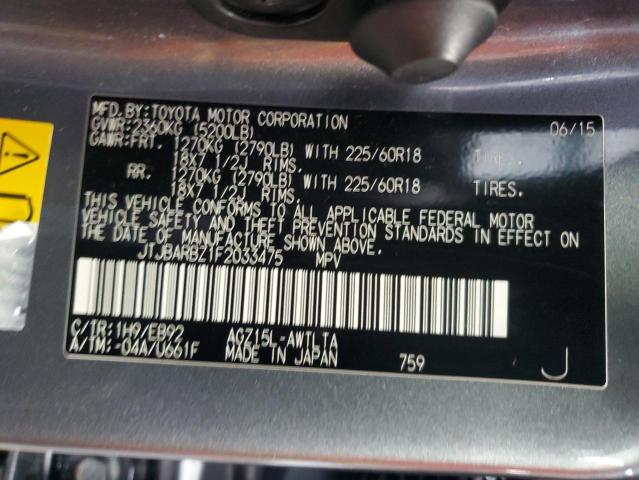 MFD.BY:TOYOTA MOTOR CORPORATION 06/15
GVWR:2360KG (5200LB)
GAWR:FRT. 1270KG (2790LB) WITH 225/60R18 TIRES,
18X7 1/2J RIMS,
RR. 1270KG (2790LB) WITH 225/60R18 TIRES,
18X7 1/2J RIMS.
THIS VEHICLE CONFORMS TO ALL APPLICABLE FEDERAL MOTOR
VEHICLE SAFETY AND THEFT PREVENTION STANDARDS IN EFFECT ON
THE DATE OF MANUFACTURE SHOWN ABOVE.
JTJBARBZ1F2033475 MPV
C/TR:1H9/EB92 AGZ15L-AWTLTA
A/TM:-04A/U661F MADE IN JAPAN 759 J